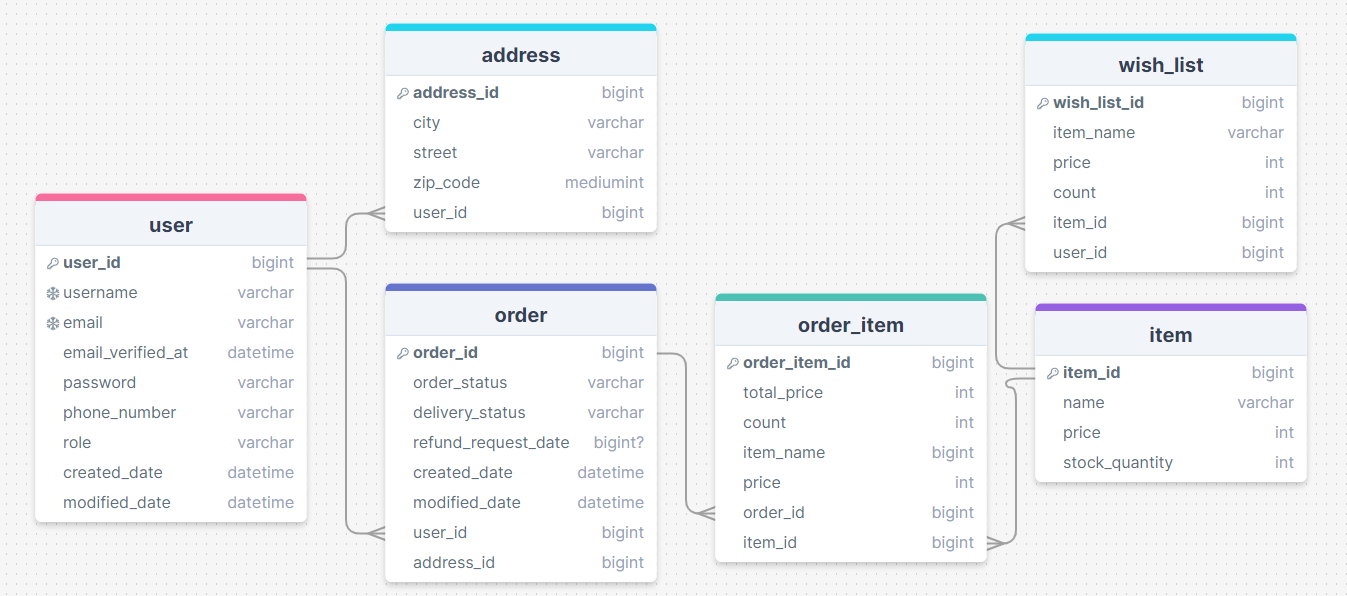 address
address_id bigint
city varchar
street varchar
zip_code mediumint
user_id bigint
wish_list
wish_list_id bigint
item_name varchar
price int
count int
item_id bigint
user_id bigint
user
user_id bigint
username varchar
email varchar
email_verified_at datetime
password varchar
phone_number varchar
role varchar
created_date datetime
modified_date datetime
order
order_id bigint
order_status varchar
delivery_status varchar
refund_request_date bigint?
created_date datetime
modified_date datetime
user_id bigint
address_id bigint
order_item
order_item_id bigint
total_price int
count int
item_name bigint
price int
order_id bigint
item_id bigint
item
item_id bigint
name varchar
price int
stock_quantity int